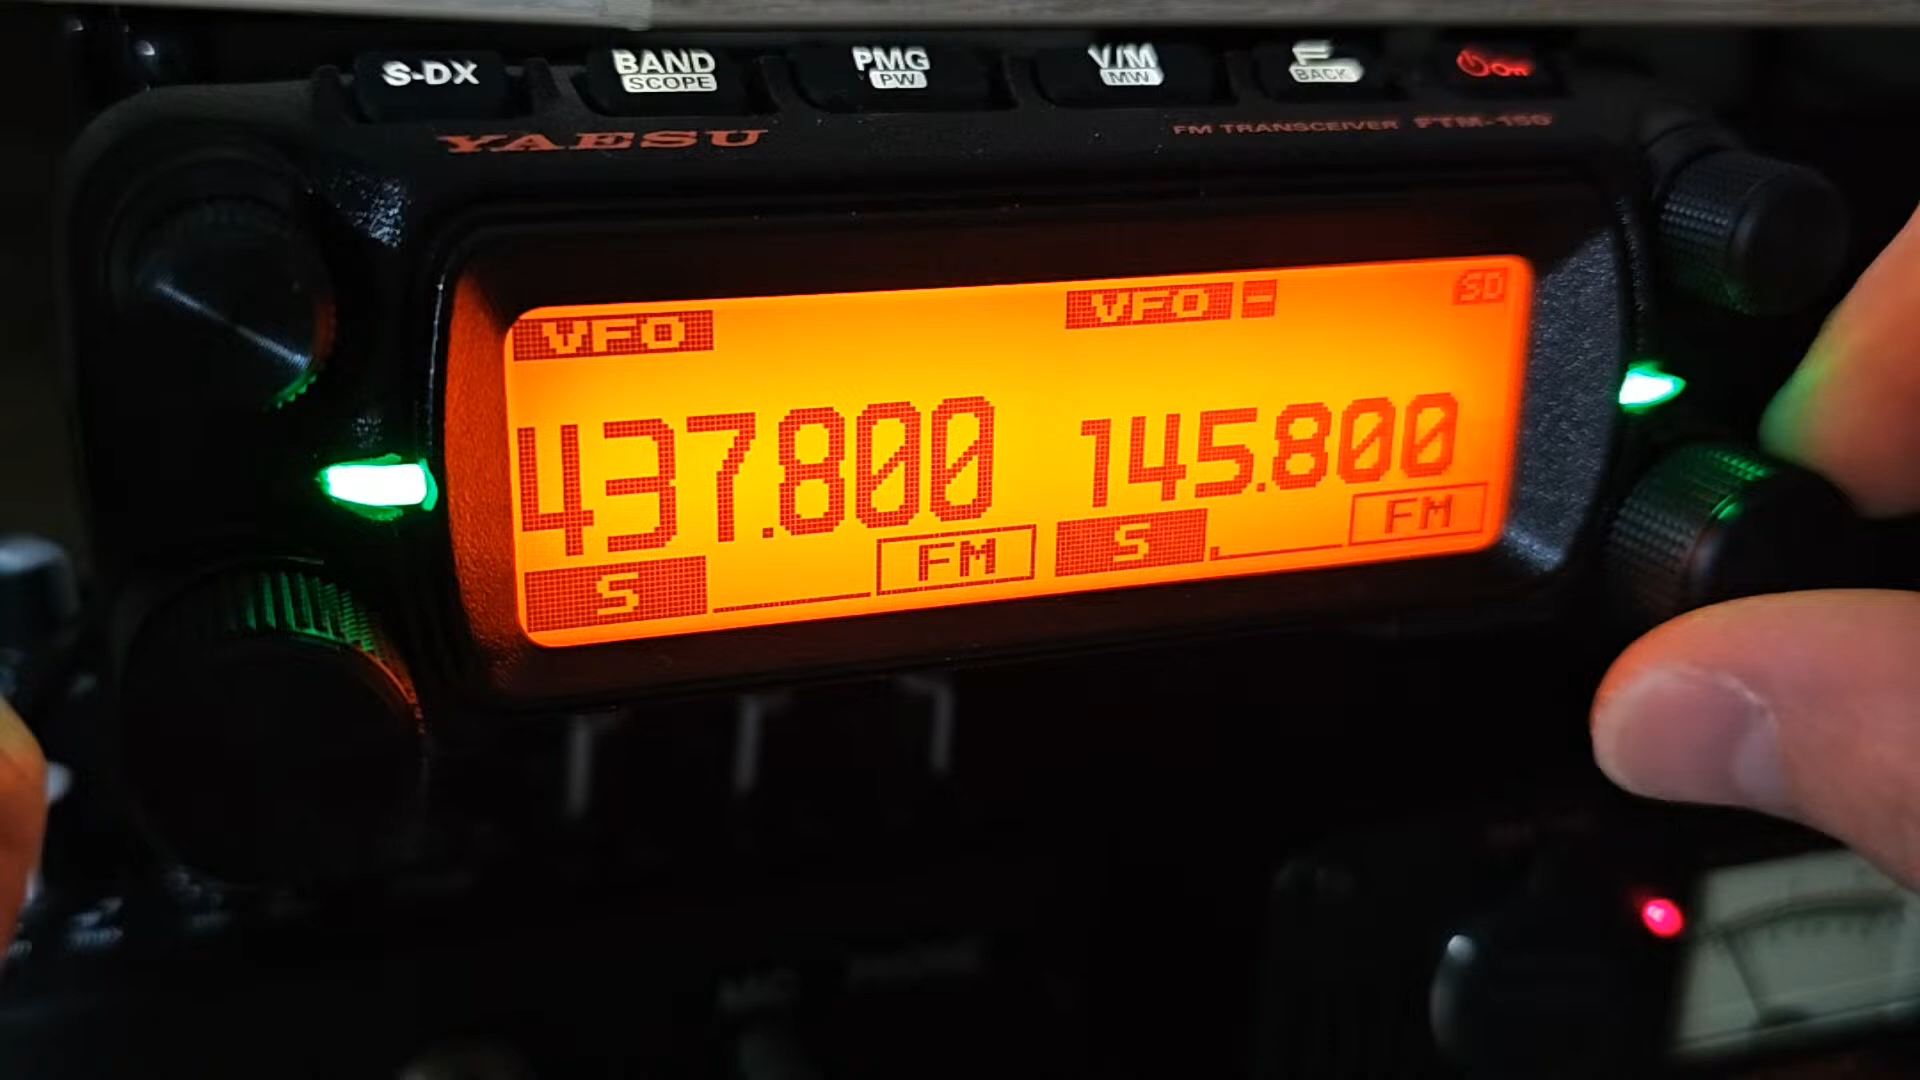 S-DX BAND SCOPE PMG PW V/M MW F BACK On
YAESU FM TRANSCEIVER FTM-150
VFO VFO - SD
437.800 145.800
S FM S FM